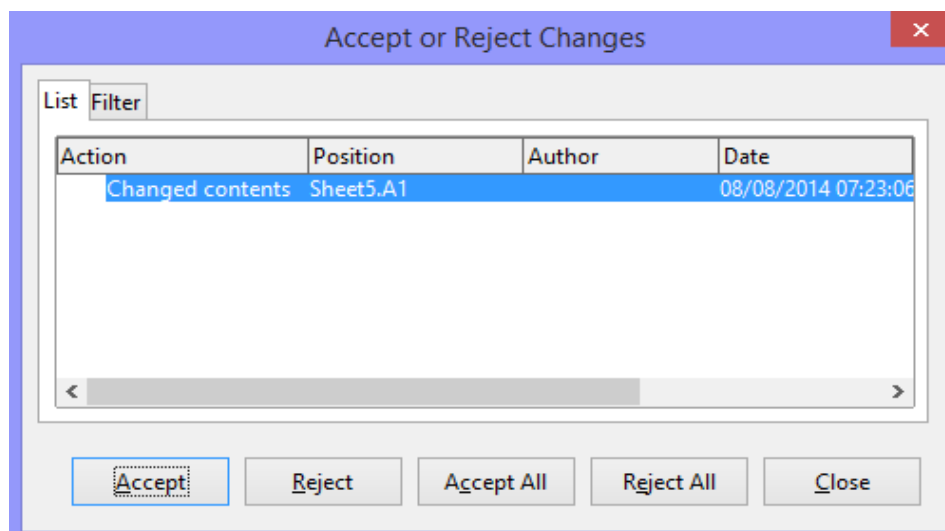 Accept or Reject Changes
List Filter
Action Position Author Date
Changed contents Sheet5.A1 08/08/2014 07:23:06
Accept Reject Accept All Reject All Close